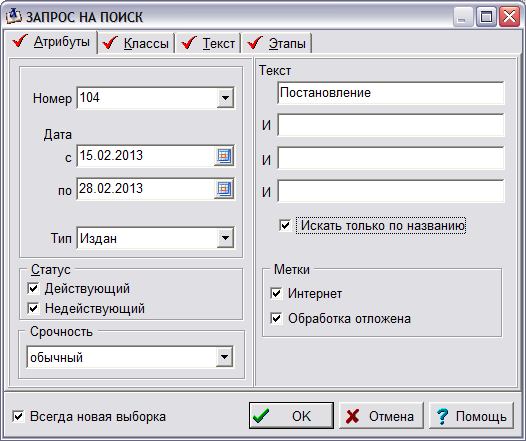 ЗАПРОС НА ПОИСК
Атрибуты Классы Текст Этапы
Номер 104
Дата
с 15.02.2013
по 28.02.2013
Тип Издан
Статус
Действующий
Недействующий
Срочность
обычный
Текст
Постановление
И
И
И
Искать только по названию
Метки
Интернет
Обработка отложена
Всегда новая выборка
OK Отмена ? Помощь